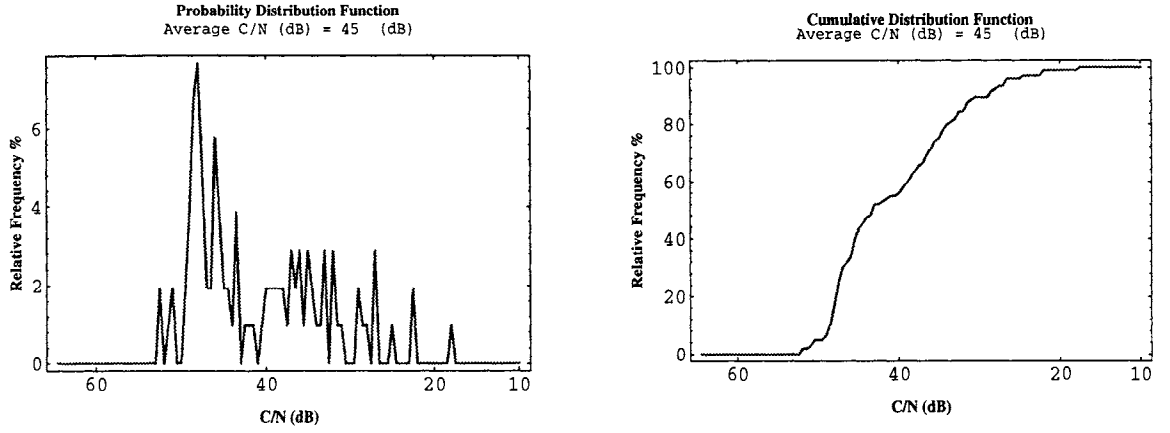 Probability Distribution Function
Average C/N (dB) = 45 (dB)
Relative Frequency %
6
4
2
0
60
40
20
10
C/N (dB)
Cumulative Distribution Function
Average C/N (dB) = 45 (dB)
Relative Frequency %
100
80
60
40
20
0
60
40
20
10
C/N (dB)